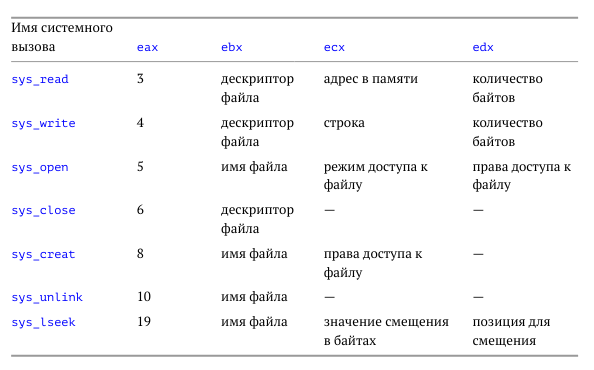 Имя системного
вызова eax ebx ecx edx
sys_read 3 дескриптор адрес в памяти количество
файла байтов
sys_write 4 дескриптор строка количество
файла байтов
sys_open 5 имя файла режим доступа к права доступа к
файлу файлу
sys_close 6 дескриптор — —
файла
sys_creat 8 имя файла права доступа к —
файлу
sys_unlink 10 имя файла — —
sys_lseek 19 имя файла значение смещения позиция для
в байтах смещения